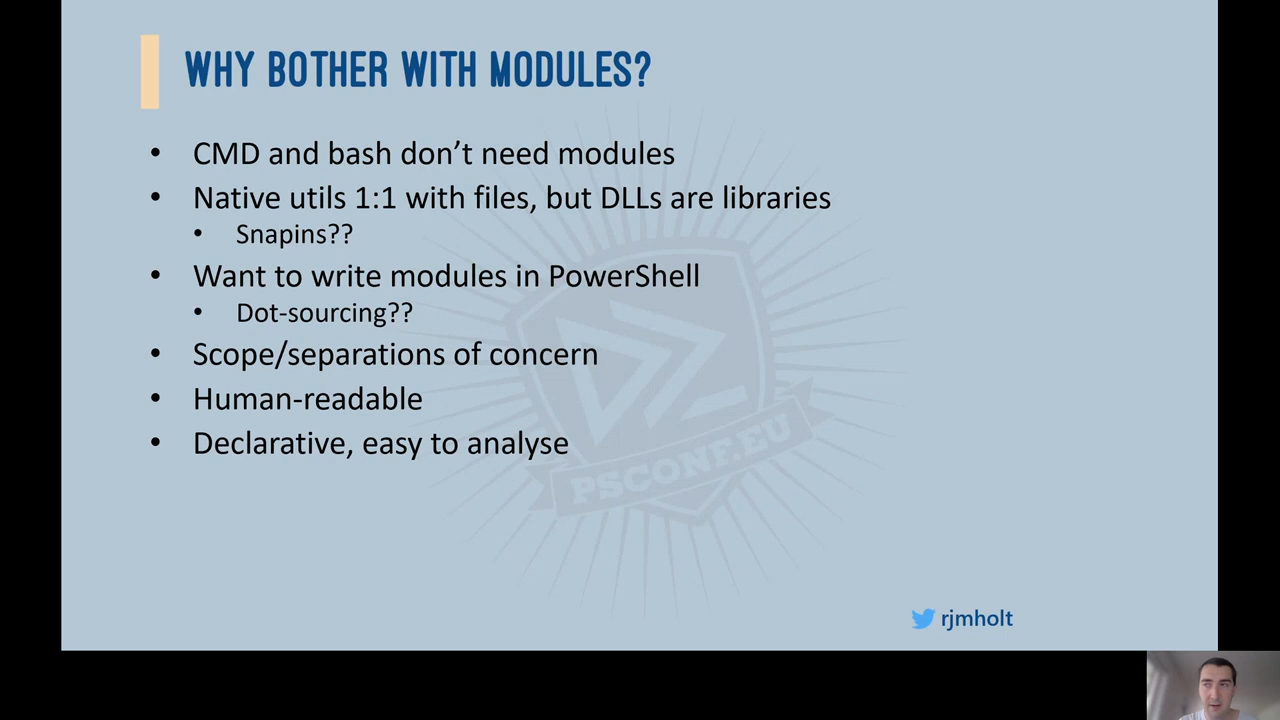 WHY BOTHER WITH MODULES?
• CMD and bash don’t need modules
• Native utils 1:1 with files, but DLLs are libraries
• Snapins??
• Want to write modules in PowerShell
• Dot-sourcing??
• Scope/separations of concern
• Human-readable
• Declarative, easy to analyse
PSCONF.EU
rjmholt